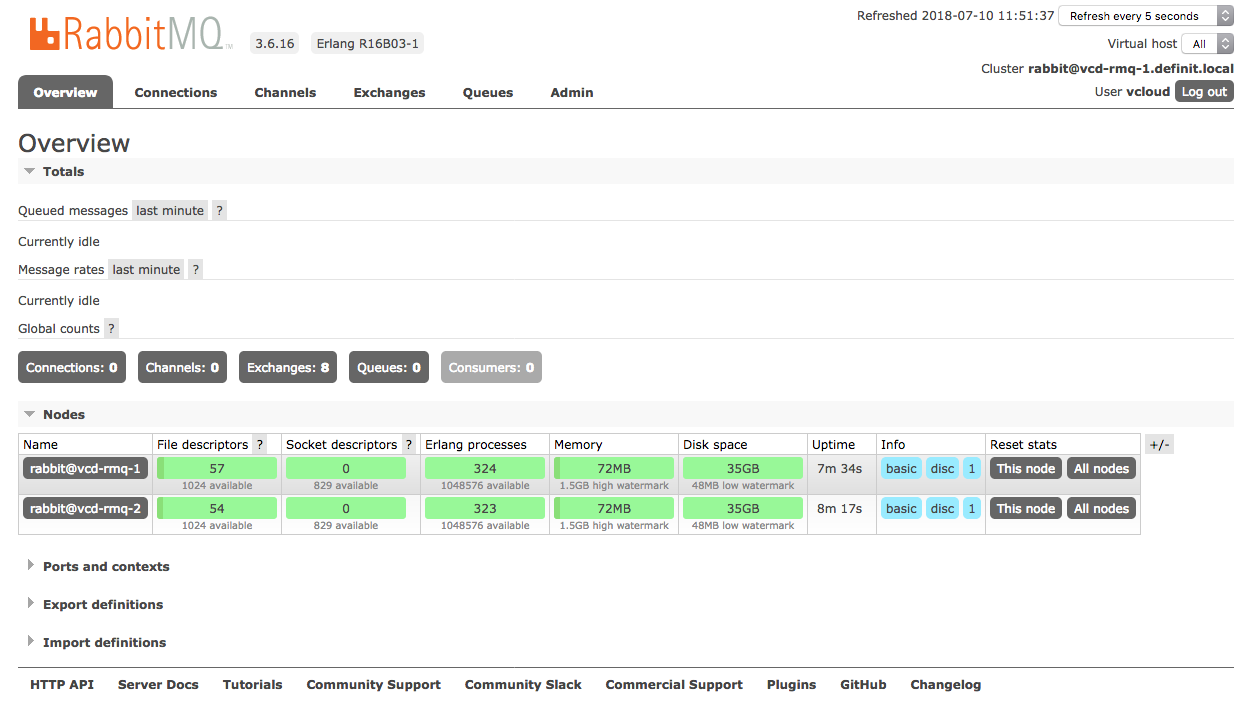 RabbitMQ TM 3.6.16 Erlang R16B03-1
Refreshed 2018-07-10 11:51:37 Refresh every 5 seconds
Virtual host All
Cluster rabbit@vcd-rmq-1.definit.local
User vcloud Log out
Overview Connections Channels Exchanges Queues Admin
Overview
Totals
Queued messages last minute ?
Currently idle
Message rates last minute ?
Currently idle
Global counts ?
Connections: 0 Channels: 0 Exchanges: 8 Queues: 0 Consumers: 0
Nodes
Name File descriptors ? Socket descriptors ? Erlang processes Memory Disk space Uptime Info Reset stats +/-
rabbit@vcd-rmq-1 57 0 324 72MB 35GB 7m 34s basic disc 1 This node All nodes
1024 available 829 available 1048576 available 1.5GB high watermark 48MB low watermark
rabbit@vcd-rmq-2 54 0 323 72MB 35GB 8m 17s basic disc 1 This node All nodes
1024 available 829 available 1048576 available 1.5GB high watermark 48MB low watermark
Ports and contexts
Export definitions
Import definitions
HTTP API Server Docs Tutorials Community Support Community Slack Commercial Support Plugins GitHub Changelog